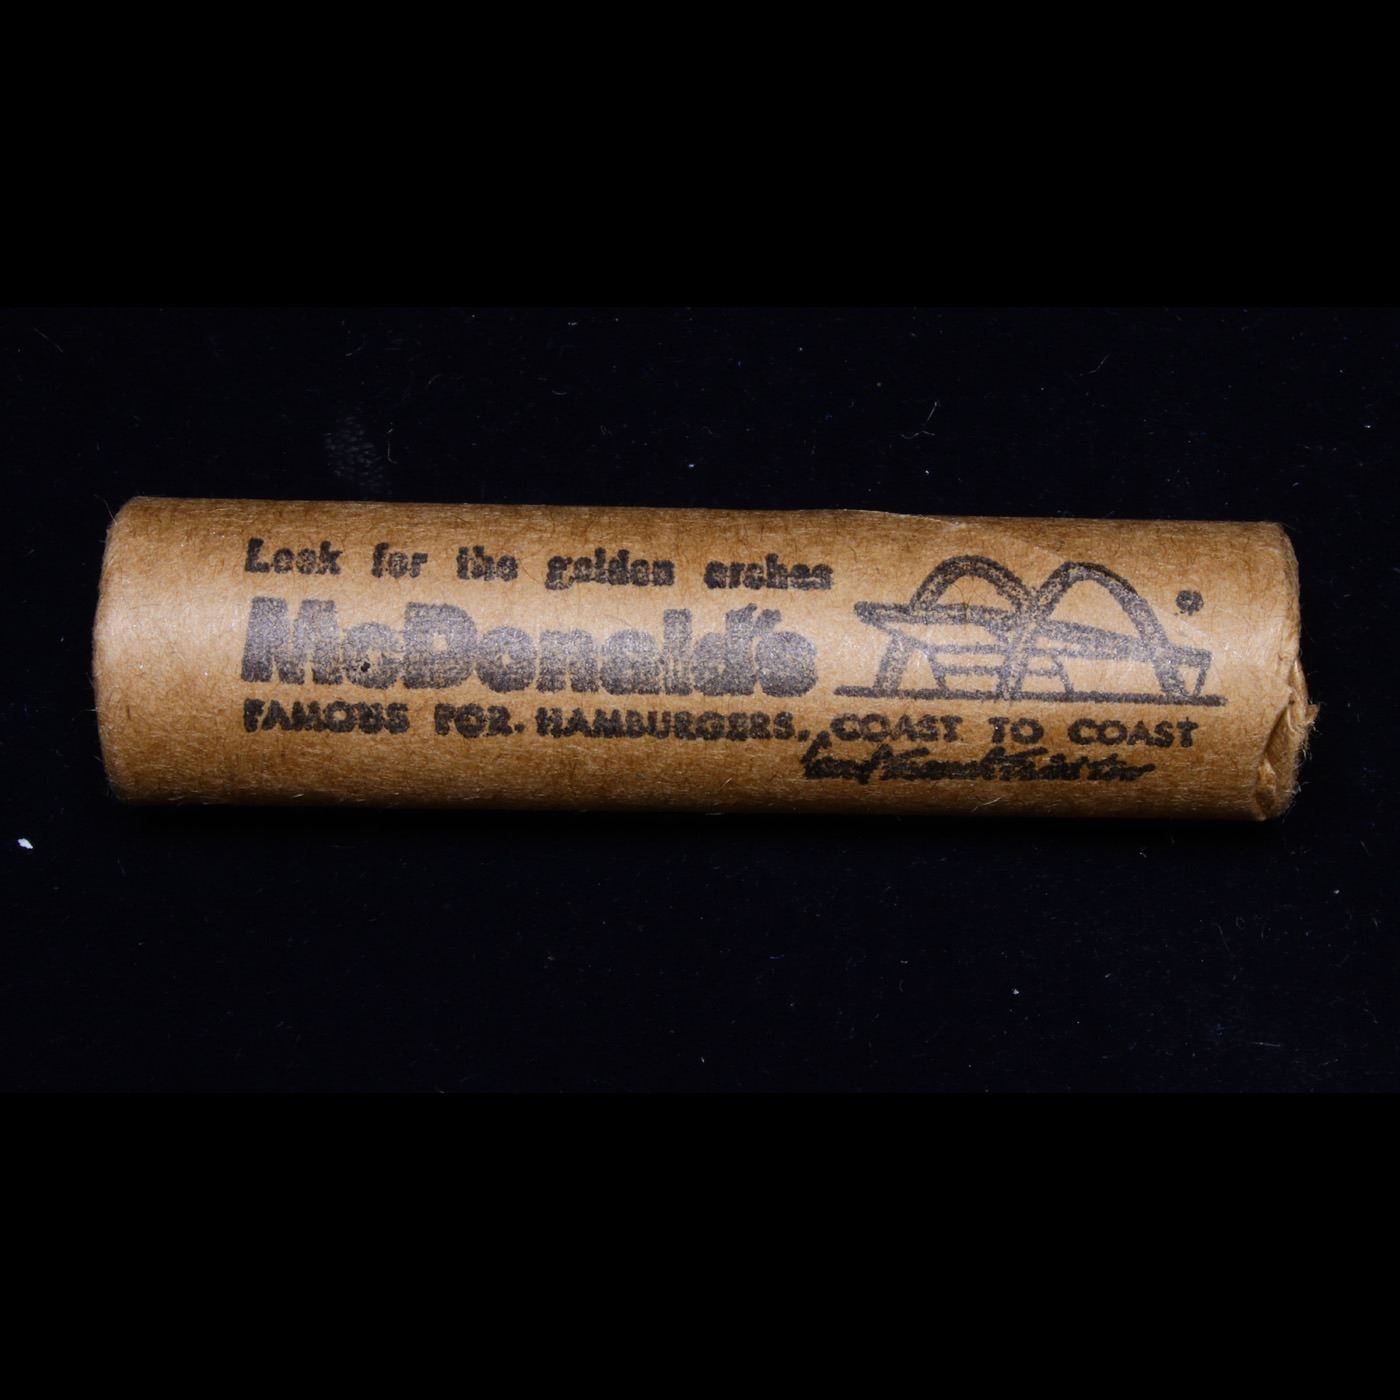 Look for the golden arches
McDonald's
FAMOUS FOR HAMBURGERS, COAST TO COAST